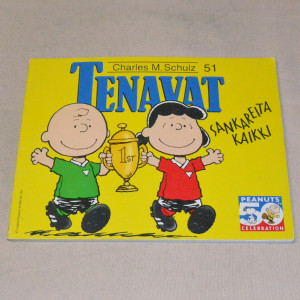 Charles M. Schulz 51
TENAVAT
SANKAREITA
KAIKKI
1ST
PEANUTS
50
CELEBRATION